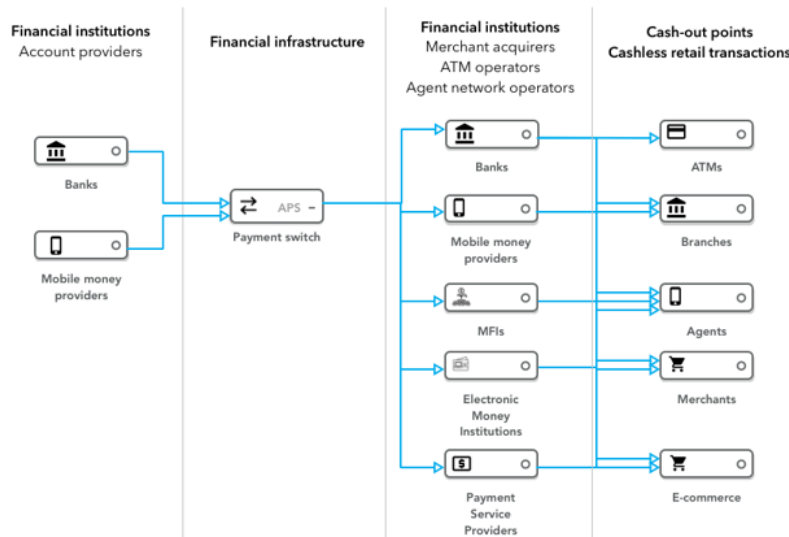 Financial institutions
Account providers
Financial infrastructure
Financial institutions
Merchant acquirers
ATM operators
Agent network operators
Cash-out points
Cashless retail transactions
Banks
Mobile money
providers
APS –
Payment switch
Banks
Mobile money
providers
MFIs
Electronic
Money
Institutions
$
Payment
Service
Providers
ATMs
Branches
Agents
Merchants
E-commerce